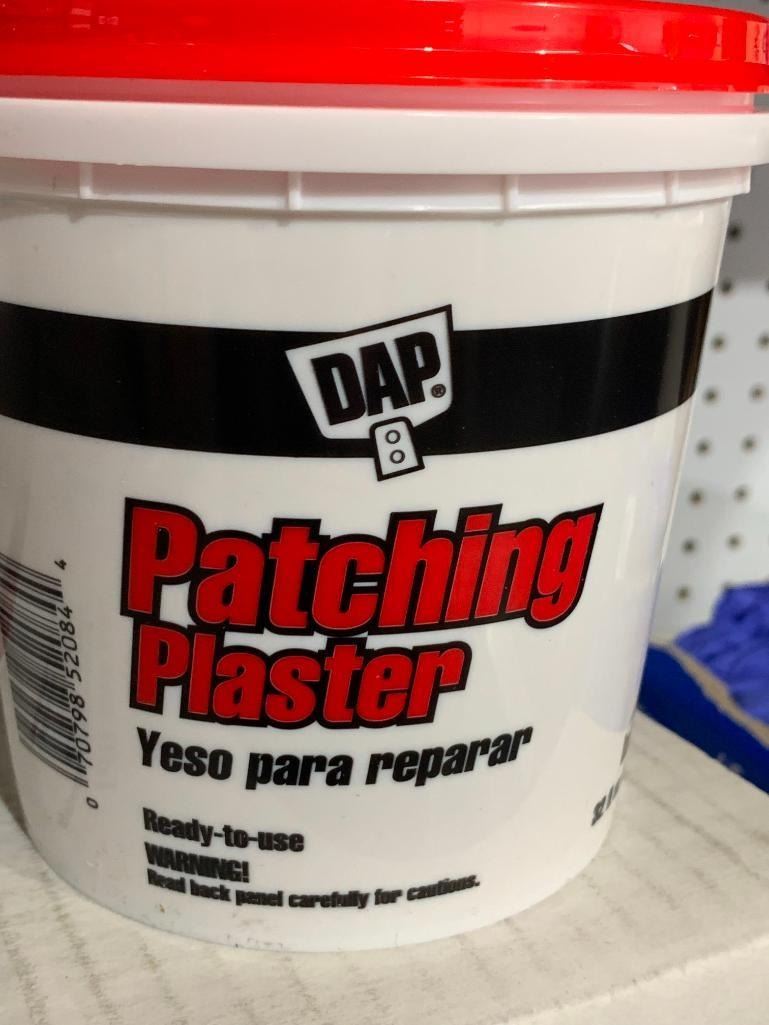 DAP®
Patching
Plaster
Yeso para reparar
Ready-to-use
WARNING!
Read back panel carefully for cautions.
0 70798 52084 4